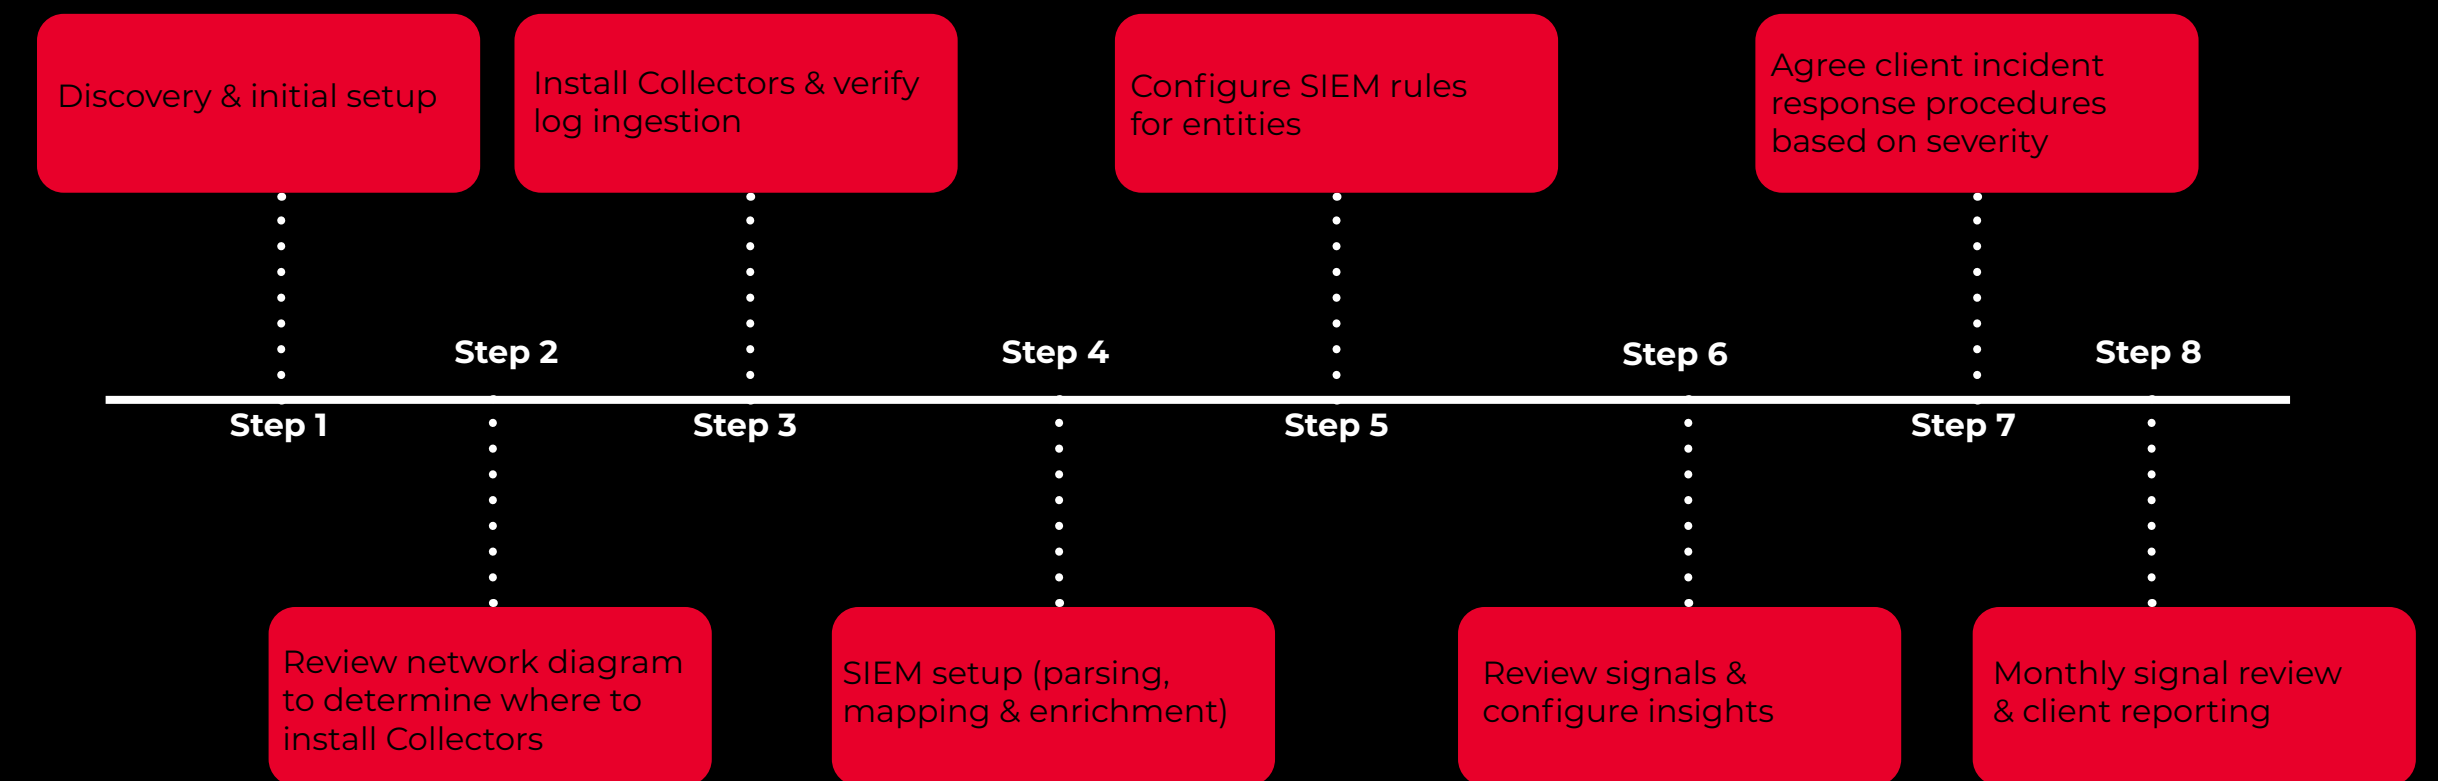 Discovery & initial setup
Install Collectors & verify
log ingestion
Configure SIEM rules
for entities
Agree client incident
response procedures
based on severity
Step 2
Step 4
Step 6
Step 8
Step 1
Step 3
Step 5
Step 7
Review network diagram
to determine where to
install Collectors
SIEM setup (parsing,
mapping & enrichment)
Review signals &
configure insights
Monthly signal review
& client reporting